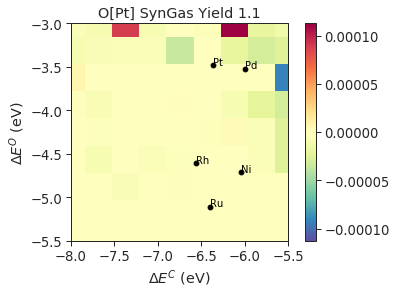 O[Pt] SynGas Yield 1.1
−3.0
−3.5
−4.0
−4.5
−5.0
−5.5
ΔE^O (eV)
−8.0 −7.5 −7.0 −6.5 −6.0 −5.5
ΔE^C (eV)
Pt
Pd
Rh
Ni
Ru
0.00010
0.00005
0.00000
−0.00005
−0.00010